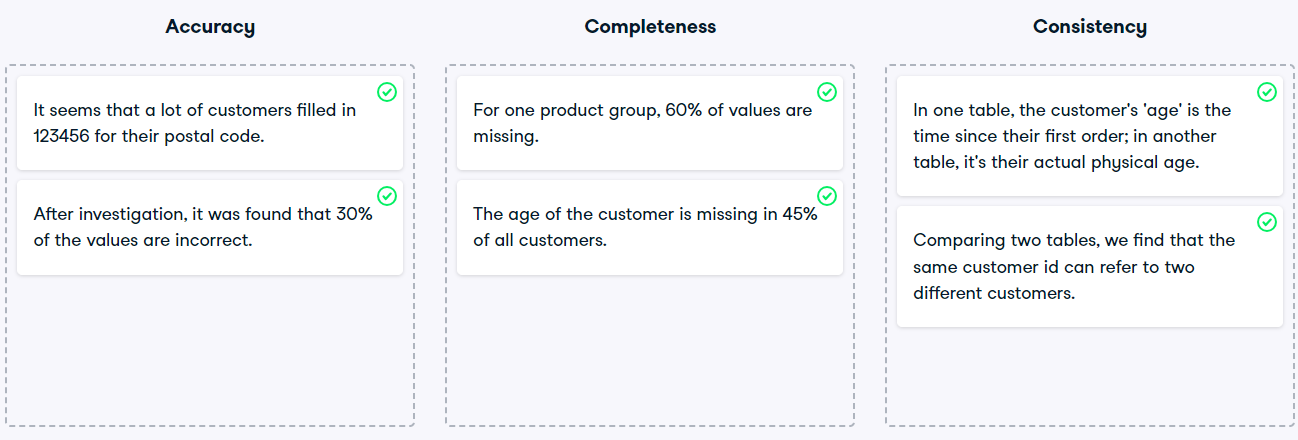 Accuracy
It seems that a lot of customers filled in
123456 for their postal code.
After investigation, it was found that 30%
of the values are incorrect.
Completeness
For one product group, 60% of values are
missing.
The age of the customer is missing in 45%
of all customers.
Consistency
In one table, the customer's 'age' is the
time since their first order; in another
table, it's their actual physical age.
Comparing two tables, we find that the
same customer id can refer to two
different customers.